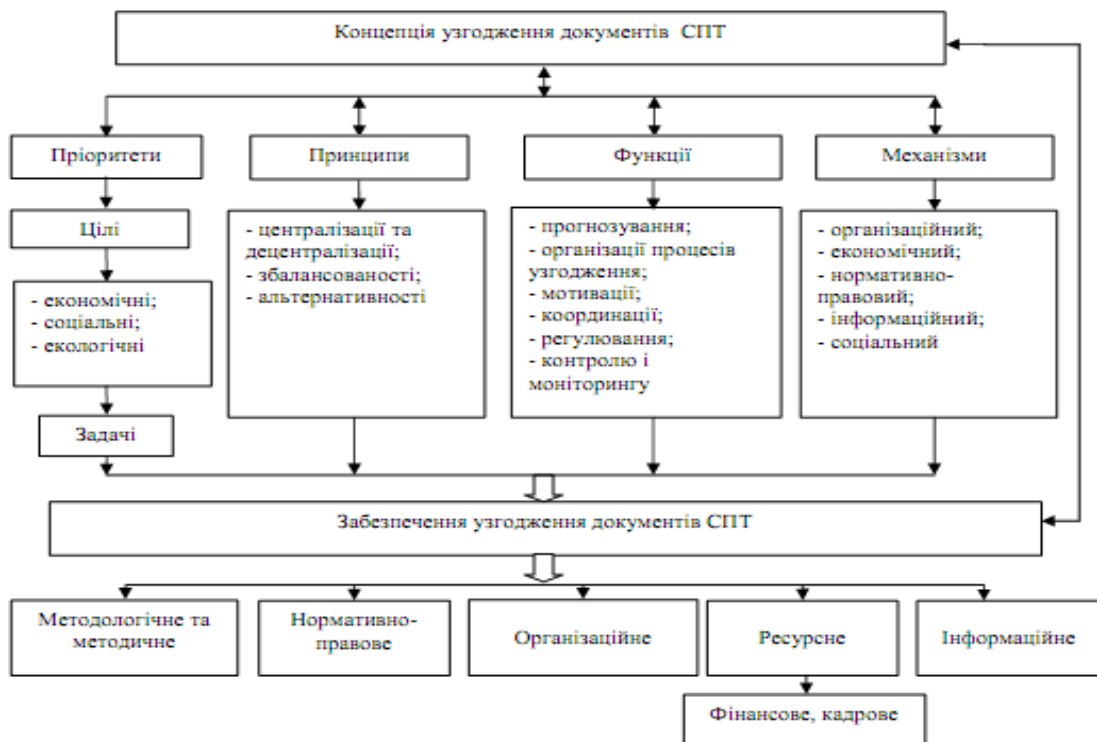 Концепція узгодження документів СПТ
Пріоритети
Принципи
Функції
Механізми
Цілі
- економічні;
- соціальні;
- екологічні
Задачі
- централізації та
децентралізації;
- збалансованості;
- альтернативності
- прогнозування;
- організації процесів
узгодження;
- мотивації;
- координації;
- регулювання;
- контролю і
моніторингу
- організаційний;
- економічний;
- нормативно-
правовий;
- інформаційний;
- соціальний
Забезпечення узгодження документів СПТ
Методологічне та
методичне
Нормативно-
правове
Організаційне
Ресурсне
Інформаційне
Фінансове, кадрове